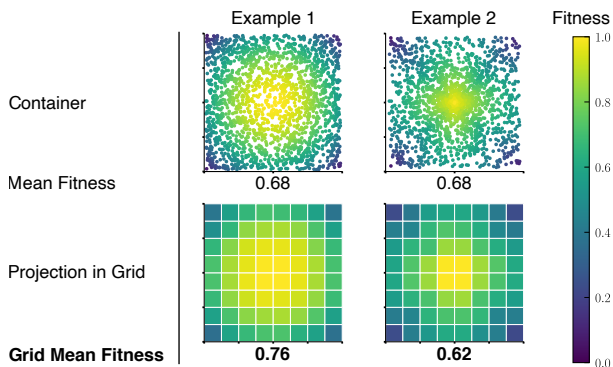 Example 1 Example 2 Fitness
Container
Mean Fitness 0.68 0.68
Projection in Grid
Grid Mean Fitness 0.76 0.62
1.0
0.8
0.6
0.4
0.2
0.0